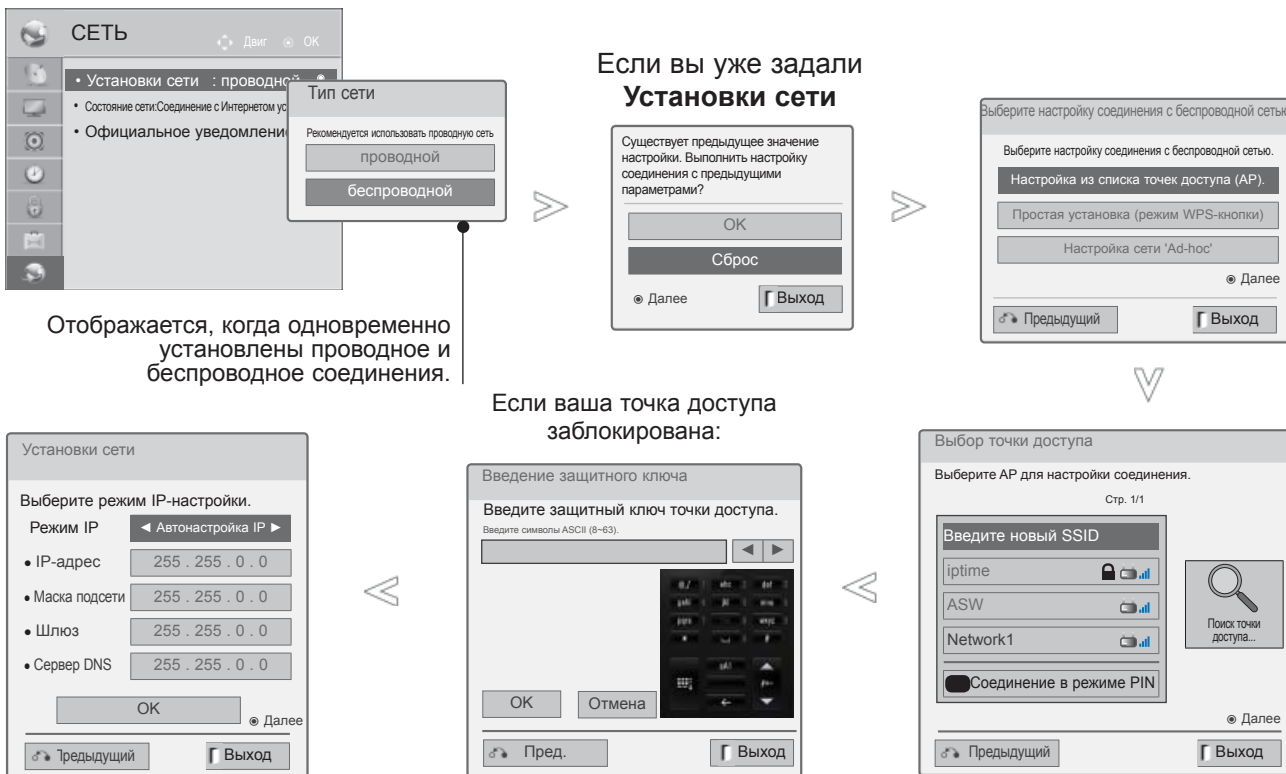 СЕТЬ
Двиг OK
• Установки сети : проводной
• Состояние сети:Соединение с Интернетом ус
• Официальное уведомлени
Тип сети
Рекомендуется использовать проводную сеть
проводной
беспроводной
Отображается, когда одновременно
установлены проводное и
беспроводное соединения.
Если вы уже задали
Установки сети
Существует предыдущее значение
настройки. Выполнить настройку
соединения с предыдущими
параметрами?
OK
Сброс
Далее
Выход
Выберите настройку соединения с беспроводной сетью
Выберите настройку соединения с беспроводной сетью.
Настройка из списка точек доступа (AP).
Простая установка (режим WPS-кнопки)
Настройка сети 'Ad-hoc'
Далее
Предыдущий
Выход
Выбор точки доступа
Выберите AP для настройки соединения.
Стр. 1/1
Введите новый SSID
iptime
ASW
Network1
Соединение в режиме PIN
Поиск точки
доступа...
Далее
Предыдущий
Выход
Если ваша точка доступа
заблокирована:
Введение защитного ключа
Введите защитный ключ точки доступа.
Введите символы ASCII (8~63).
◄ ►
OK
Отмена
Пред.
Выход
Установки сети
Выберите режим IP-настройки.
Режим IP ◄ Автонастройка IP ►
• IP-адрес 255 . 255 . 0 . 0
• Маска подсети 255 . 255 . 0 . 0
• Шлюз 255 . 255 . 0 . 0
• Сервер DNS 255 . 255 . 0 . 0
OK
Далее
Предыдущий
Выход